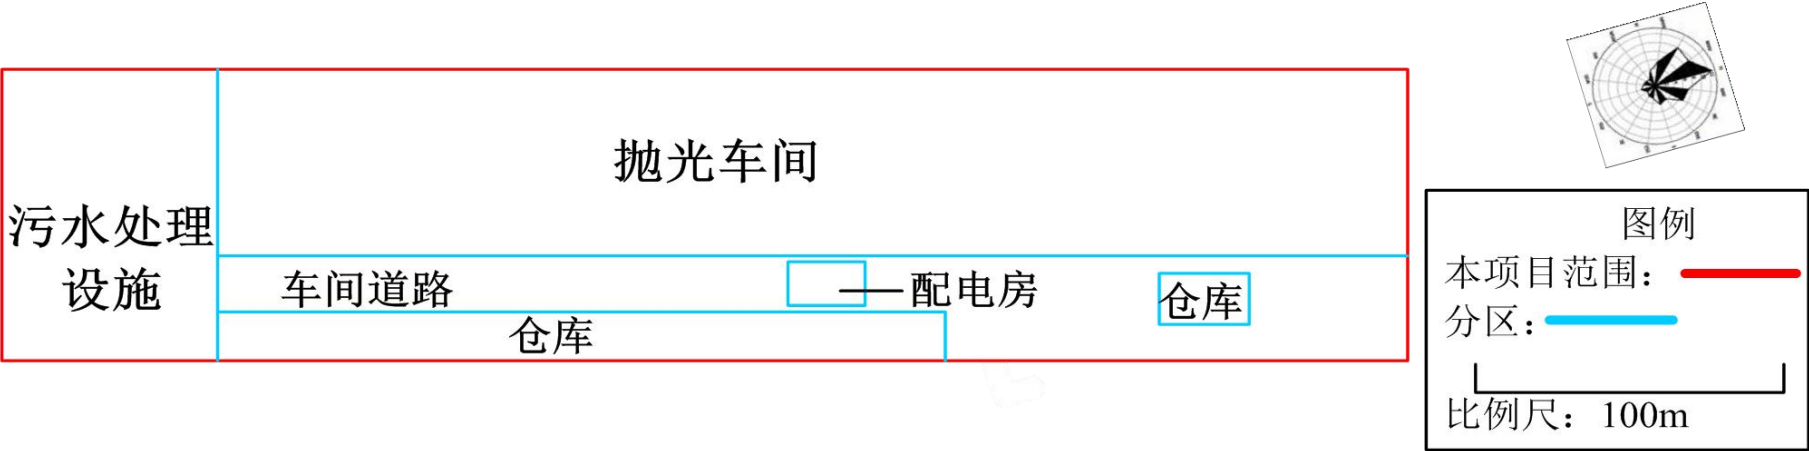 抛光车间
污水处理
设施
车间道路
配电房
仓库
仓库
图例
本项目范围：
分区：
比例尺：100m